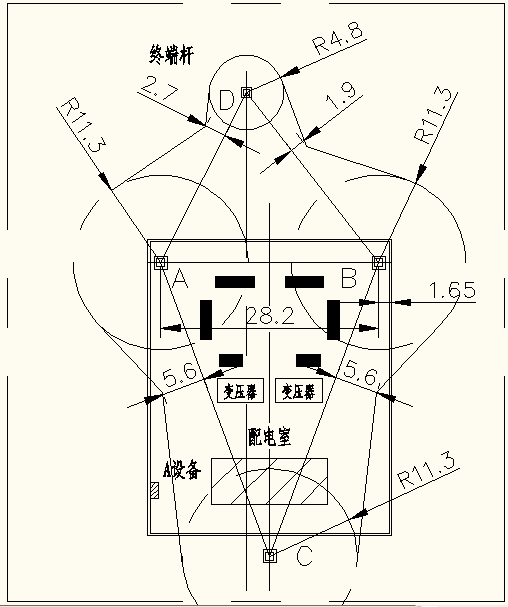 终端杆
R4.8
2.7
D
1.9
R11.3
R11.3
A
B
1.65
28.2
5.6
5.6
变压器
变压器
配电室
A设备
R11.3
C